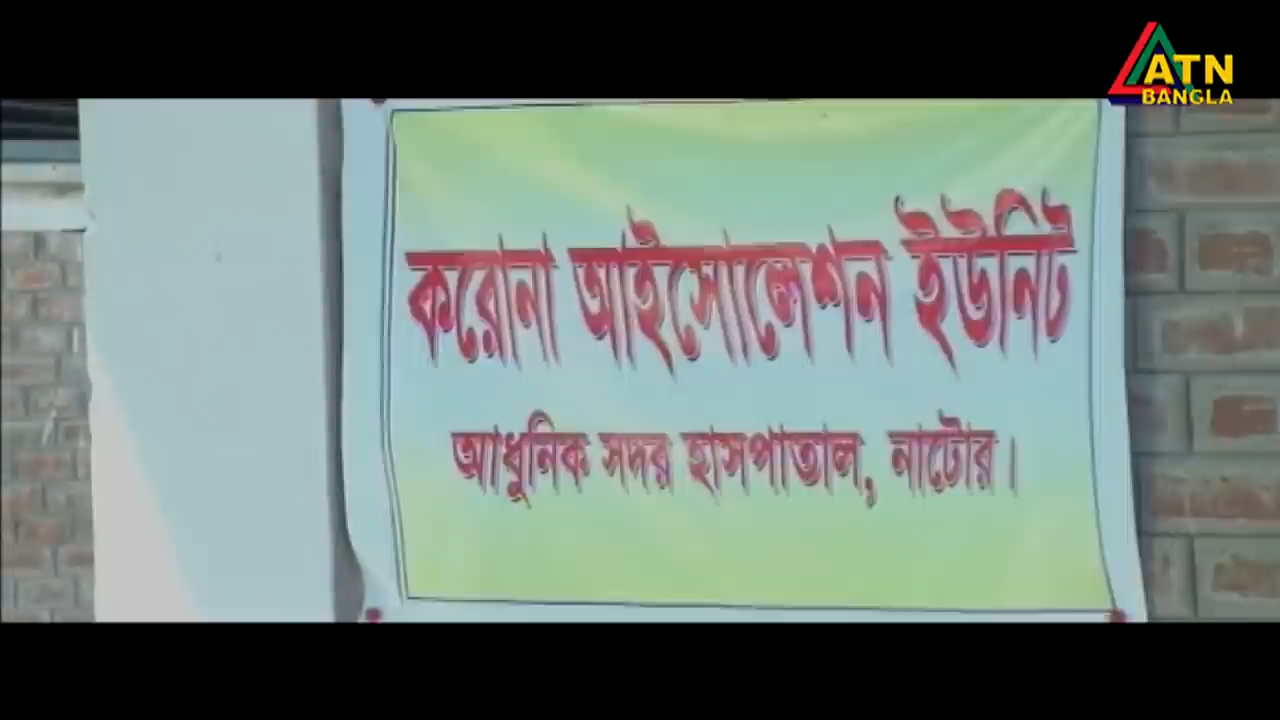 ATN
BANGLA
করোনা আইসোলেশন ইউনিট
আধুনিক সদর হাসপাতাল, নাটোর।